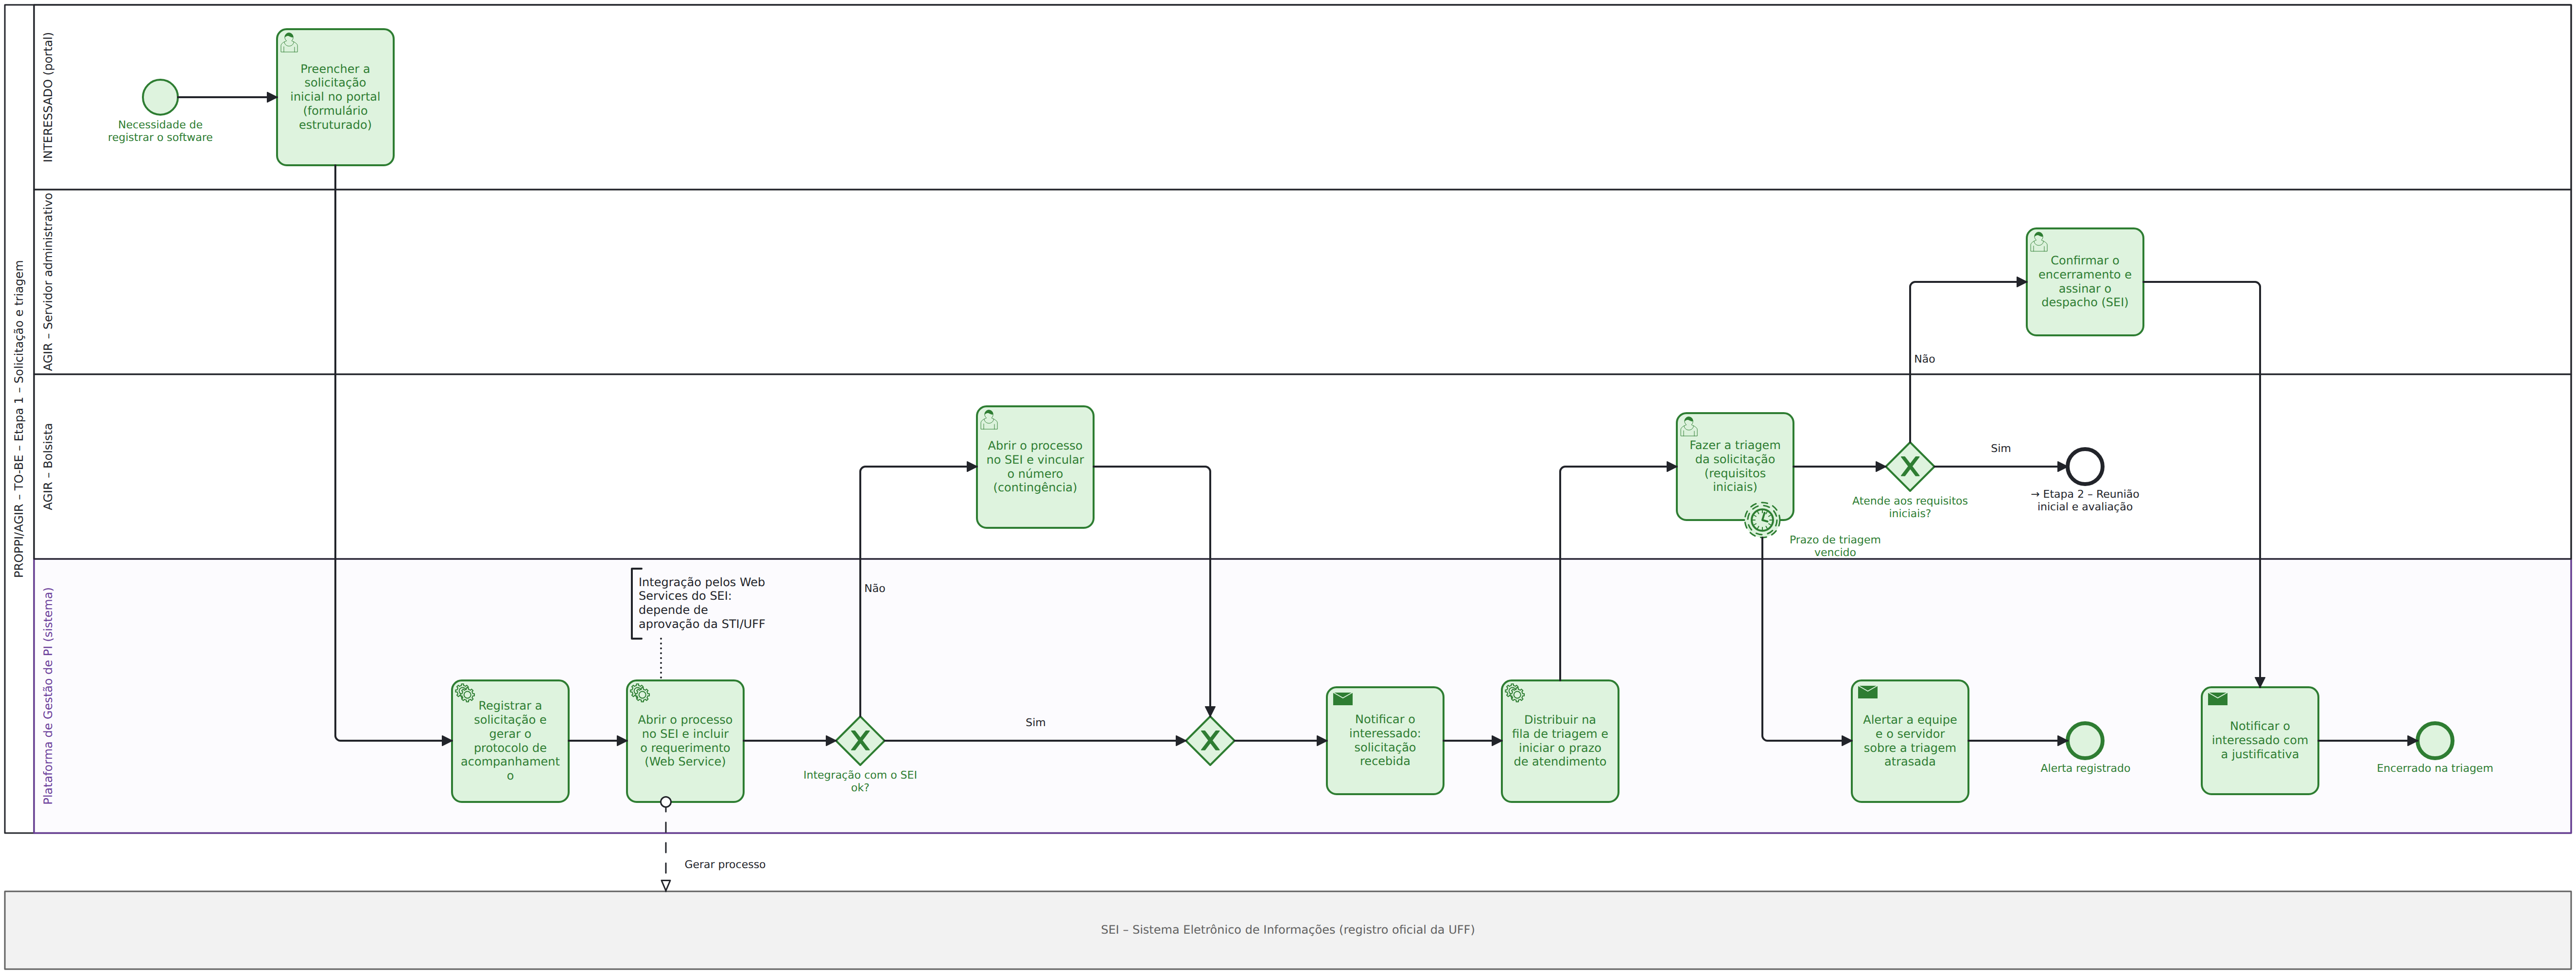 PROPPI/AGIR – TO-BE – Etapa 1 – Solicitação e triagem
INTERESSADO (portal)
Necessidade de
registrar o software
Preencher a
solicitação
inicial no portal
(formulário
estruturado)
AGIR – Servidor administrativo
Confirmar o
encerramento e
assinar o
despacho (SEI)
Não
AGIR – Bolsista
Abrir o processo
no SEI e vincular
o número
(contingência)
Fazer a triagem
da solicitação
(requisitos
iniciais)
Prazo de triagem
vencido
Atende aos requisitos
iniciais?
Sim
→ Etapa 2 – Reunião
inicial e avaliação
Plataforma de Gestão de PI (sistema)
Integração pelos Web
Services do SEI:
depende de
aprovação da STI/UFF
Registrar a
solicitação e
gerar o
protocolo de
acompanhament
o
Abrir o processo
no SEI e incluir
o requerimento
(Web Service)
Não
Integração com o SEI
ok?
Sim
Notificar o
interessado:
solicitação
recebida
Distribuir na
fila de triagem e
iniciar o prazo
de atendimento
Alertar a equipe
e o servidor
sobre a triagem
atrasada
Alerta registrado
Notificar o
interessado com
a justificativa
Encerrado na triagem
Gerar processo
SEI – Sistema Eletrônico de Informações (registro oficial da UFF)